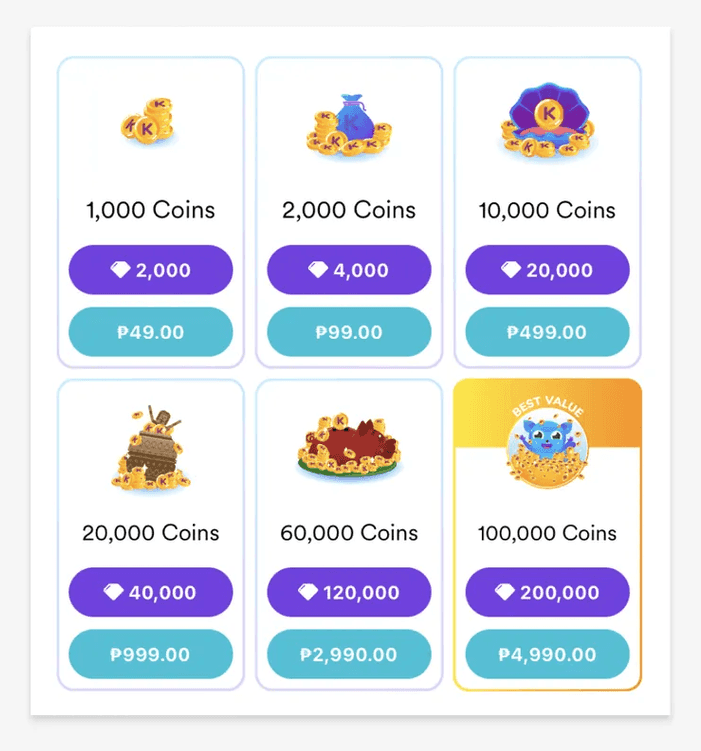 1,000 Coins
2,000
₱49.00
2,000 Coins
4,000
₱99.00
10,000 Coins
20,000
₱499.00
20,000 Coins
40,000
₱999.00
60,000 Coins
120,000
₱2,990.00
BEST VALUE
100,000 Coins
200,000
₱4,990.00